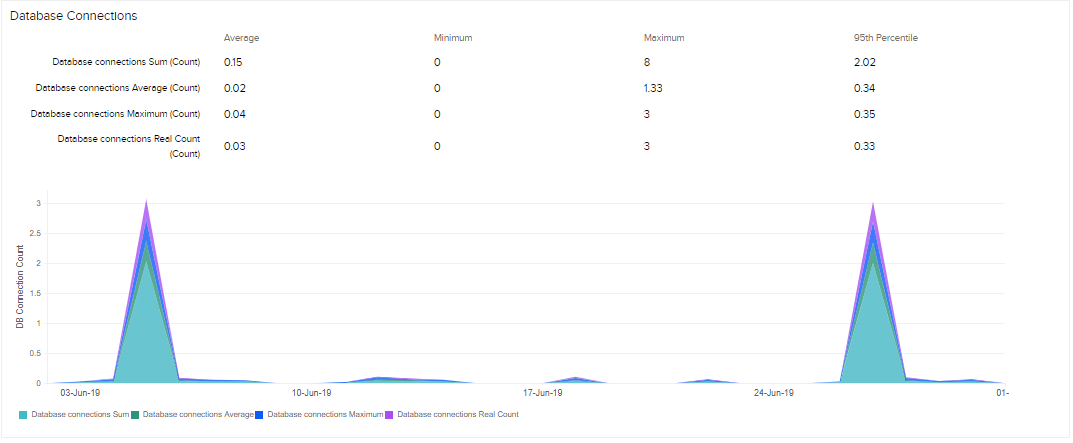 Database Connections
Average Minimum Maximum 95th Percentile
Database connections Sum (Count) 0.15 0 8 2.02
Database connections Average (Count) 0.02 0 1.33 0.34
Database connections Maximum (Count) 0.04 0 3 0.35
Database connections Real Count
(Count) 0.03 0 3 0.33
DB Connection Count
3
2.5
2
1.5
1
0.5
0
03-Jun-19 10-Jun-19 17-Jun-19 24-Jun-19 01-
Database connections Sum Database connections Average Database connections Maximum Database connections Real Count